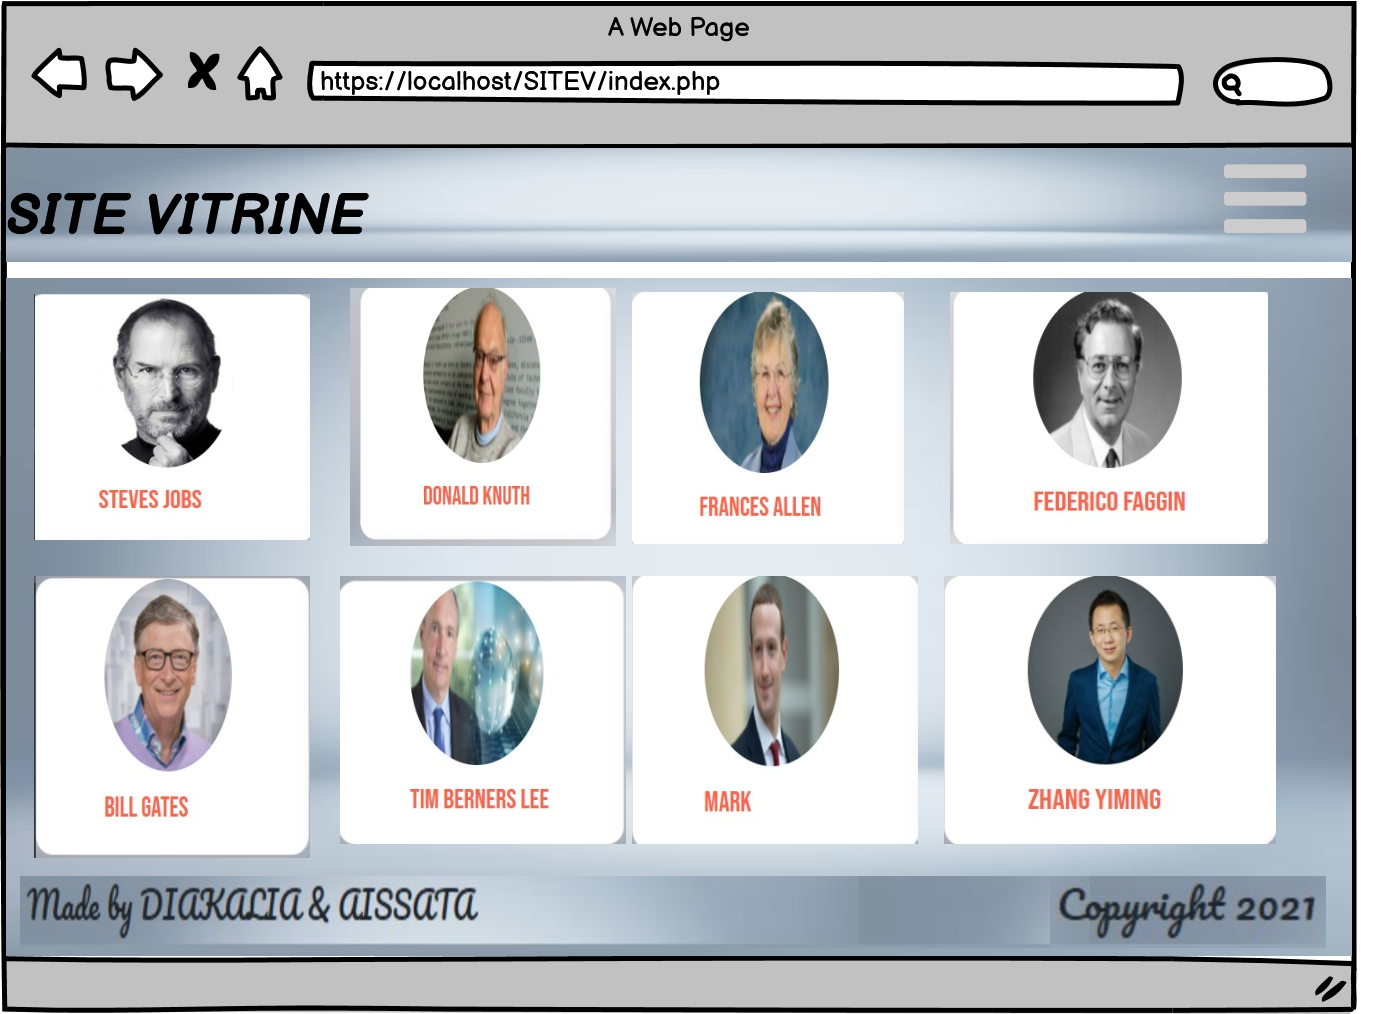 A Web Page
https://localhost/SITEV/index.php
SITE VITRINE
STEVES JOBS
DONALD KNUTH
FRANCES ALLEN
FEDERICO FAGGIN
BILL GATES
TIM BERNERS LEE
MARK
ZHANG YIMING
Made by DIAKALIA & AISSATA
Copyright 2021